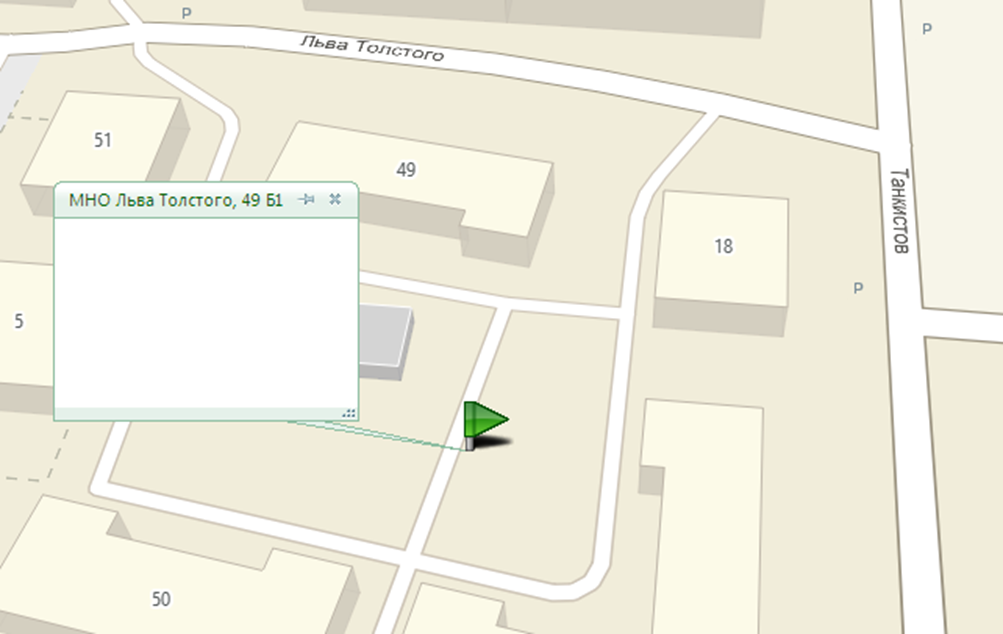 P
Льва Толстого
P
51
49
Танкистов
МНО Льва Толстого, 49 Б1
18
P
5
50